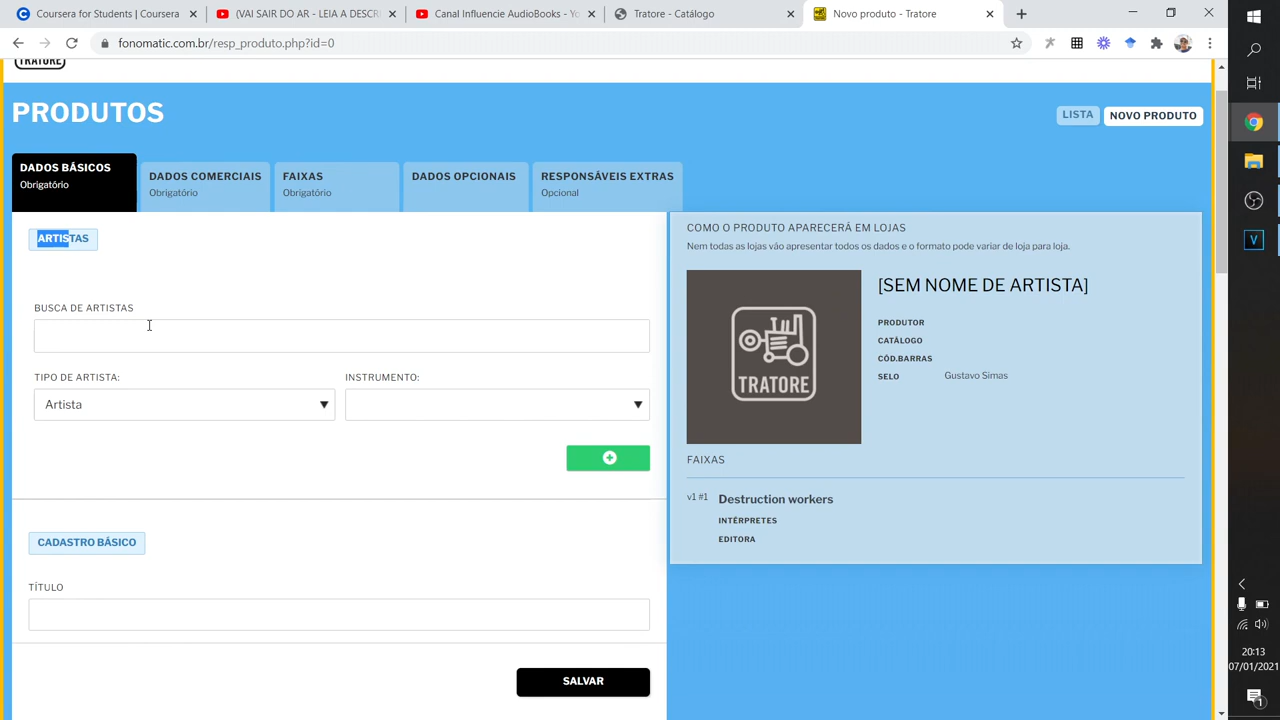 Coursera for Students | Coursera
(VAI SAIR DO AR - LEIA A DESCR
Canal Influencie AudioBooks - Yo
Tratore - Catálogo
Novo produto - Tratore
fonomatic.com.br/resp_produto.php?id=0
TRATORE
PRODUTOS
LISTA
NOVO PRODUTO
DADOS BÁSICOS
Obrigatório
DADOS COMERCIAIS
Obrigatório
FAIXAS
Obrigatório
DADOS OPCIONAIS
RESPONSÁVEIS EXTRAS
Opcional
ARTISTAS
BUSCA DE ARTISTAS
TIPO DE ARTISTA:
INSTRUMENTO:
Artista
CADASTRO BÁSICO
TÍTULO
SALVAR
COMO O PRODUTO APARECERÁ EM LOJAS
Nem todas as lojas vão apresentar todos os dados e o formato pode variar de loja para loja.
TRATORE
[SEM NOME DE ARTISTA]
PRODUTOR
CATÁLOGO
CÓD.BARRAS
SELO Gustavo Simas
FAIXAS
v1 #1 Destruction workers
INTÉRPRETES
EDITORA
V
20:13
07/01/2021
1